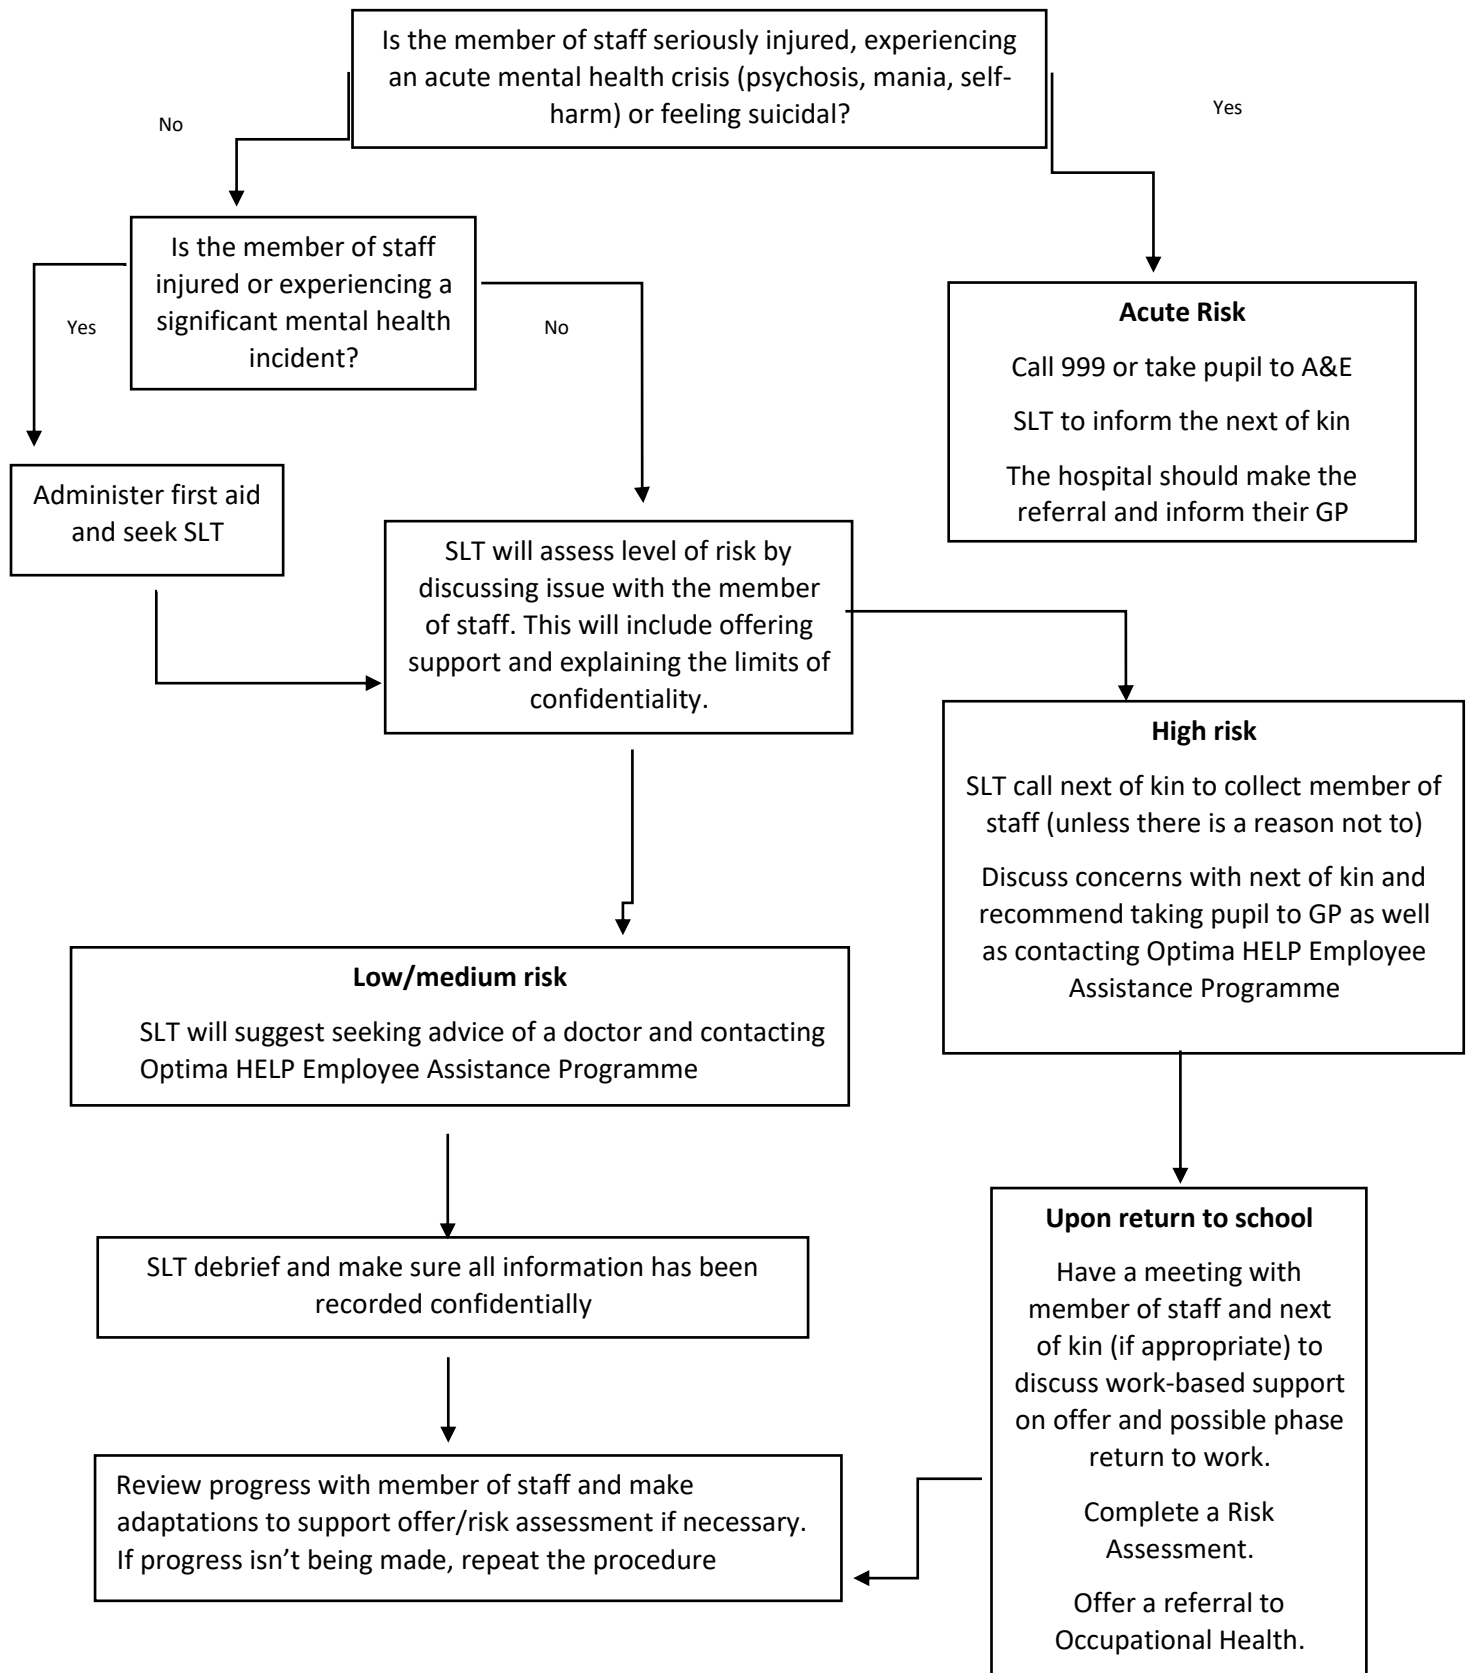 Is the member of staff seriously injured, experiencing
an acute mental health crisis (psychosis, mania, self-
harm) or feeling suicidal?
No
Yes
Is the member of staff
injured or experiencing a
significant mental health
incident?
Yes
No
Acute Risk
Call 999 or take pupil to A&E
SLT to inform the next of kin
The hospital should make the
referral and inform their GP
Administer first aid
and seek SLT
SLT will assess level of risk by
discussing issue with the member
of staff. This will include offering
support and explaining the limits of
confidentiality.
High risk
SLT call next of kin to collect member of
staff (unless there is a reason not to)
Discuss concerns with next of kin and
recommend taking pupil to GP as well
as contacting Optima HELP Employee
Assistance Programme
Low/medium risk
SLT will suggest seeking advice of a doctor and contacting
Optima HELP Employee Assistance Programme
Upon return to school
Have a meeting with
member of staff and next
of kin (if appropriate) to
discuss work-based support
on offer and possible phase
return to work.
Complete a Risk
Assessment.
Offer a referral to
Occupational Health.
SLT debrief and make sure all information has been
recorded confidentially
Review progress with member of staff and make
adaptations to support offer/risk assessment if necessary.
If progress isn't being made, repeat the procedure